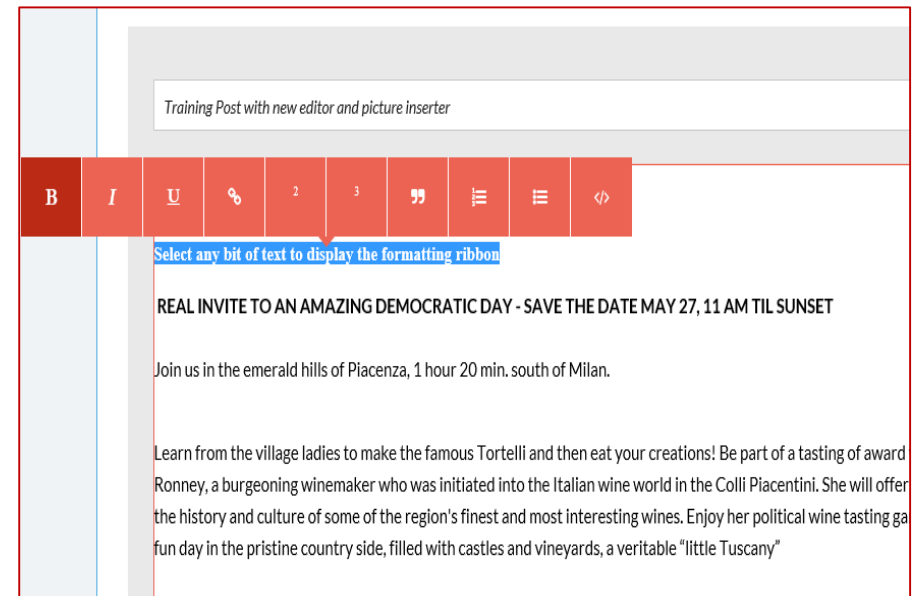 Training Post with new editor and picture inserter
B I U 2 3
Select any bit of text to display the formatting ribbon
REAL INVITE TO AN AMAZING DEMOCRATIC DAY - SAVE THE DATE MAY 27, 11 AM TIL SUNSET
Join us in the emerald hills of Piacenza, 1 hour 20 min. south of Milan.
Learn from the village ladies to make the famous Tortelli and then eat your creations! Be part of a tasting of award
Ronney, a burgeoning winemaker who was initiated into the Italian wine world in the Colli Piacentini. She will offer
the history and culture of some of the region's finest and most interesting wines. Enjoy her political wine tasting ga
fun day in the pristine country side, filled with castles and vineyards, a veritable “little Tuscany”